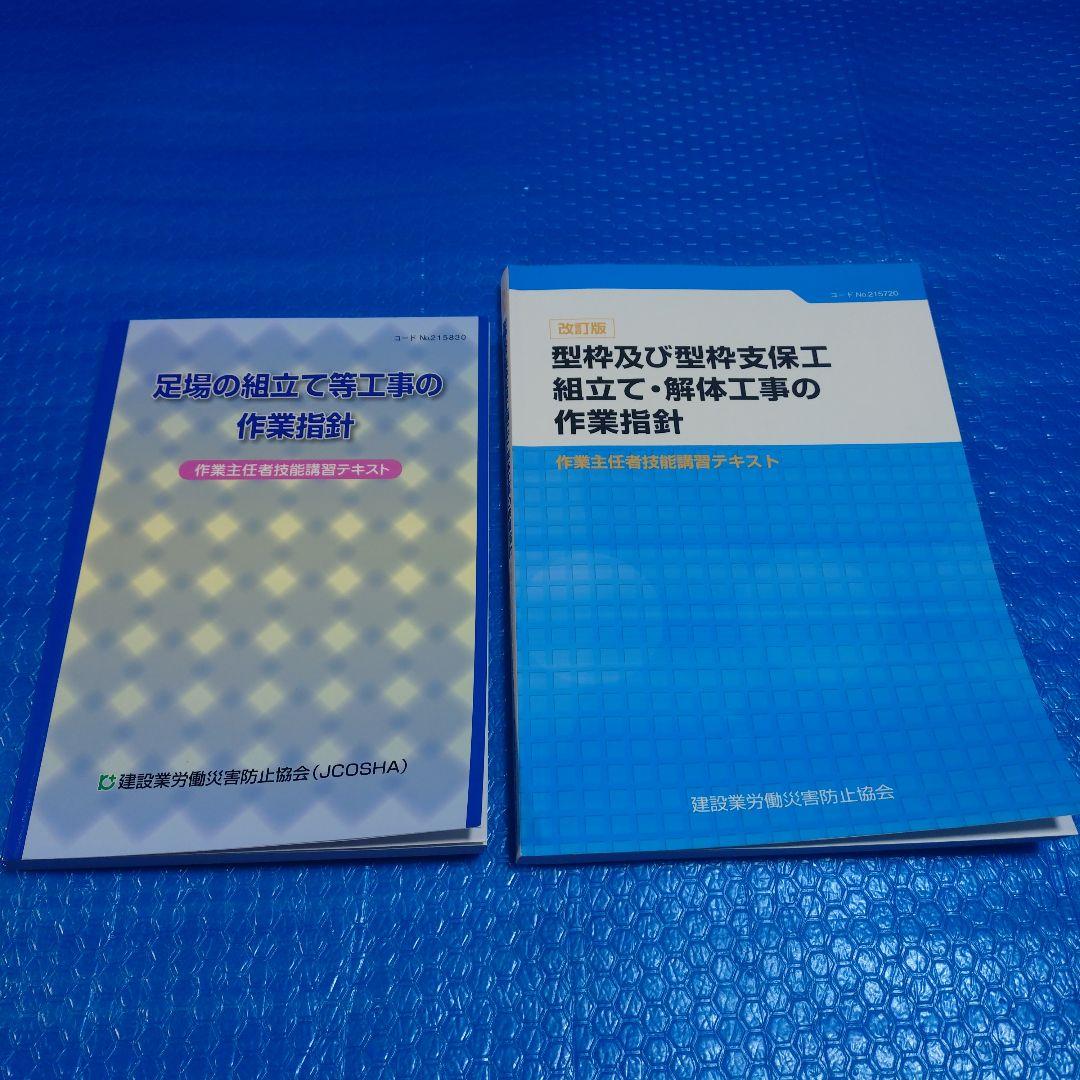 コード No.215830
足場の組立て等工事の
作業指針
作業主任者技能講習テキスト
建設業労働災害防止協会(JCOSHA)
コード No.215720
改訂版
型枠及び型枠支保工
組立て・解体工事の
作業指針
作業主任者技能講習テキスト
建設業労働災害防止協会